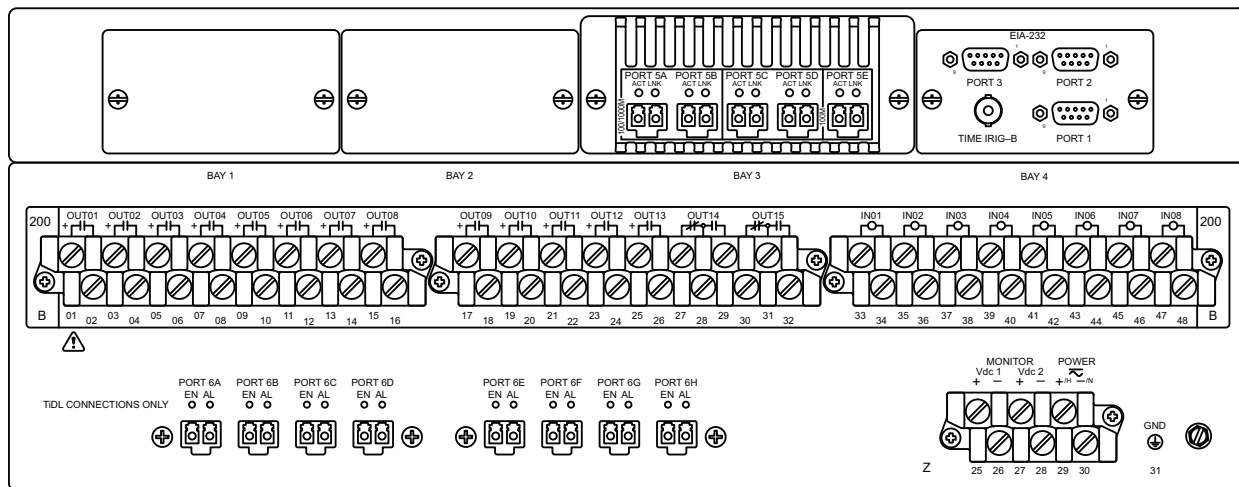 EIA-232
PORT 5A PORT 5B PORT 5C PORT 5D PORT 5E
ACT LNK ACT LNK ACT LNK ACT LNK ACT LNK
100/1000M
100M
1 1
9 9
PORT 3 PORT 2
1
9
TIME IRIG–B PORT 1
BAY 1 BAY 2 BAY 3 BAY 4
200 OUT01 OUT02 OUT03 OUT04 OUT05 OUT06 OUT07 OUT08 OUT09 OUT10 OUT11 OUT12 OUT13 OUT14 OUT15 IN01 IN02 IN03 IN04 IN05 IN06 IN07 IN08 200
+ + + + + + + + + + + + +
B 01 02 03 04 05 06 07 08 09 10 11 12 13 14 15 16 17 18 19 20 21 22 23 24 25 26 27 28 29 30 31 32 33 34 35 36 37 38 39 40 41 42 43 44 45 46 47 48 B
MONITOR POWER
Vdc 1 Vdc 2
+ − + − +/H −/N
PORT 6A PORT 6B PORT 6C PORT 6D PORT 6E PORT 6F PORT 6G PORT 6H
EN AL EN AL EN AL EN AL EN AL EN AL EN AL EN AL
TiDL CONNECTIONS ONLY
GND
Z 25 26 27 28 29 30 31